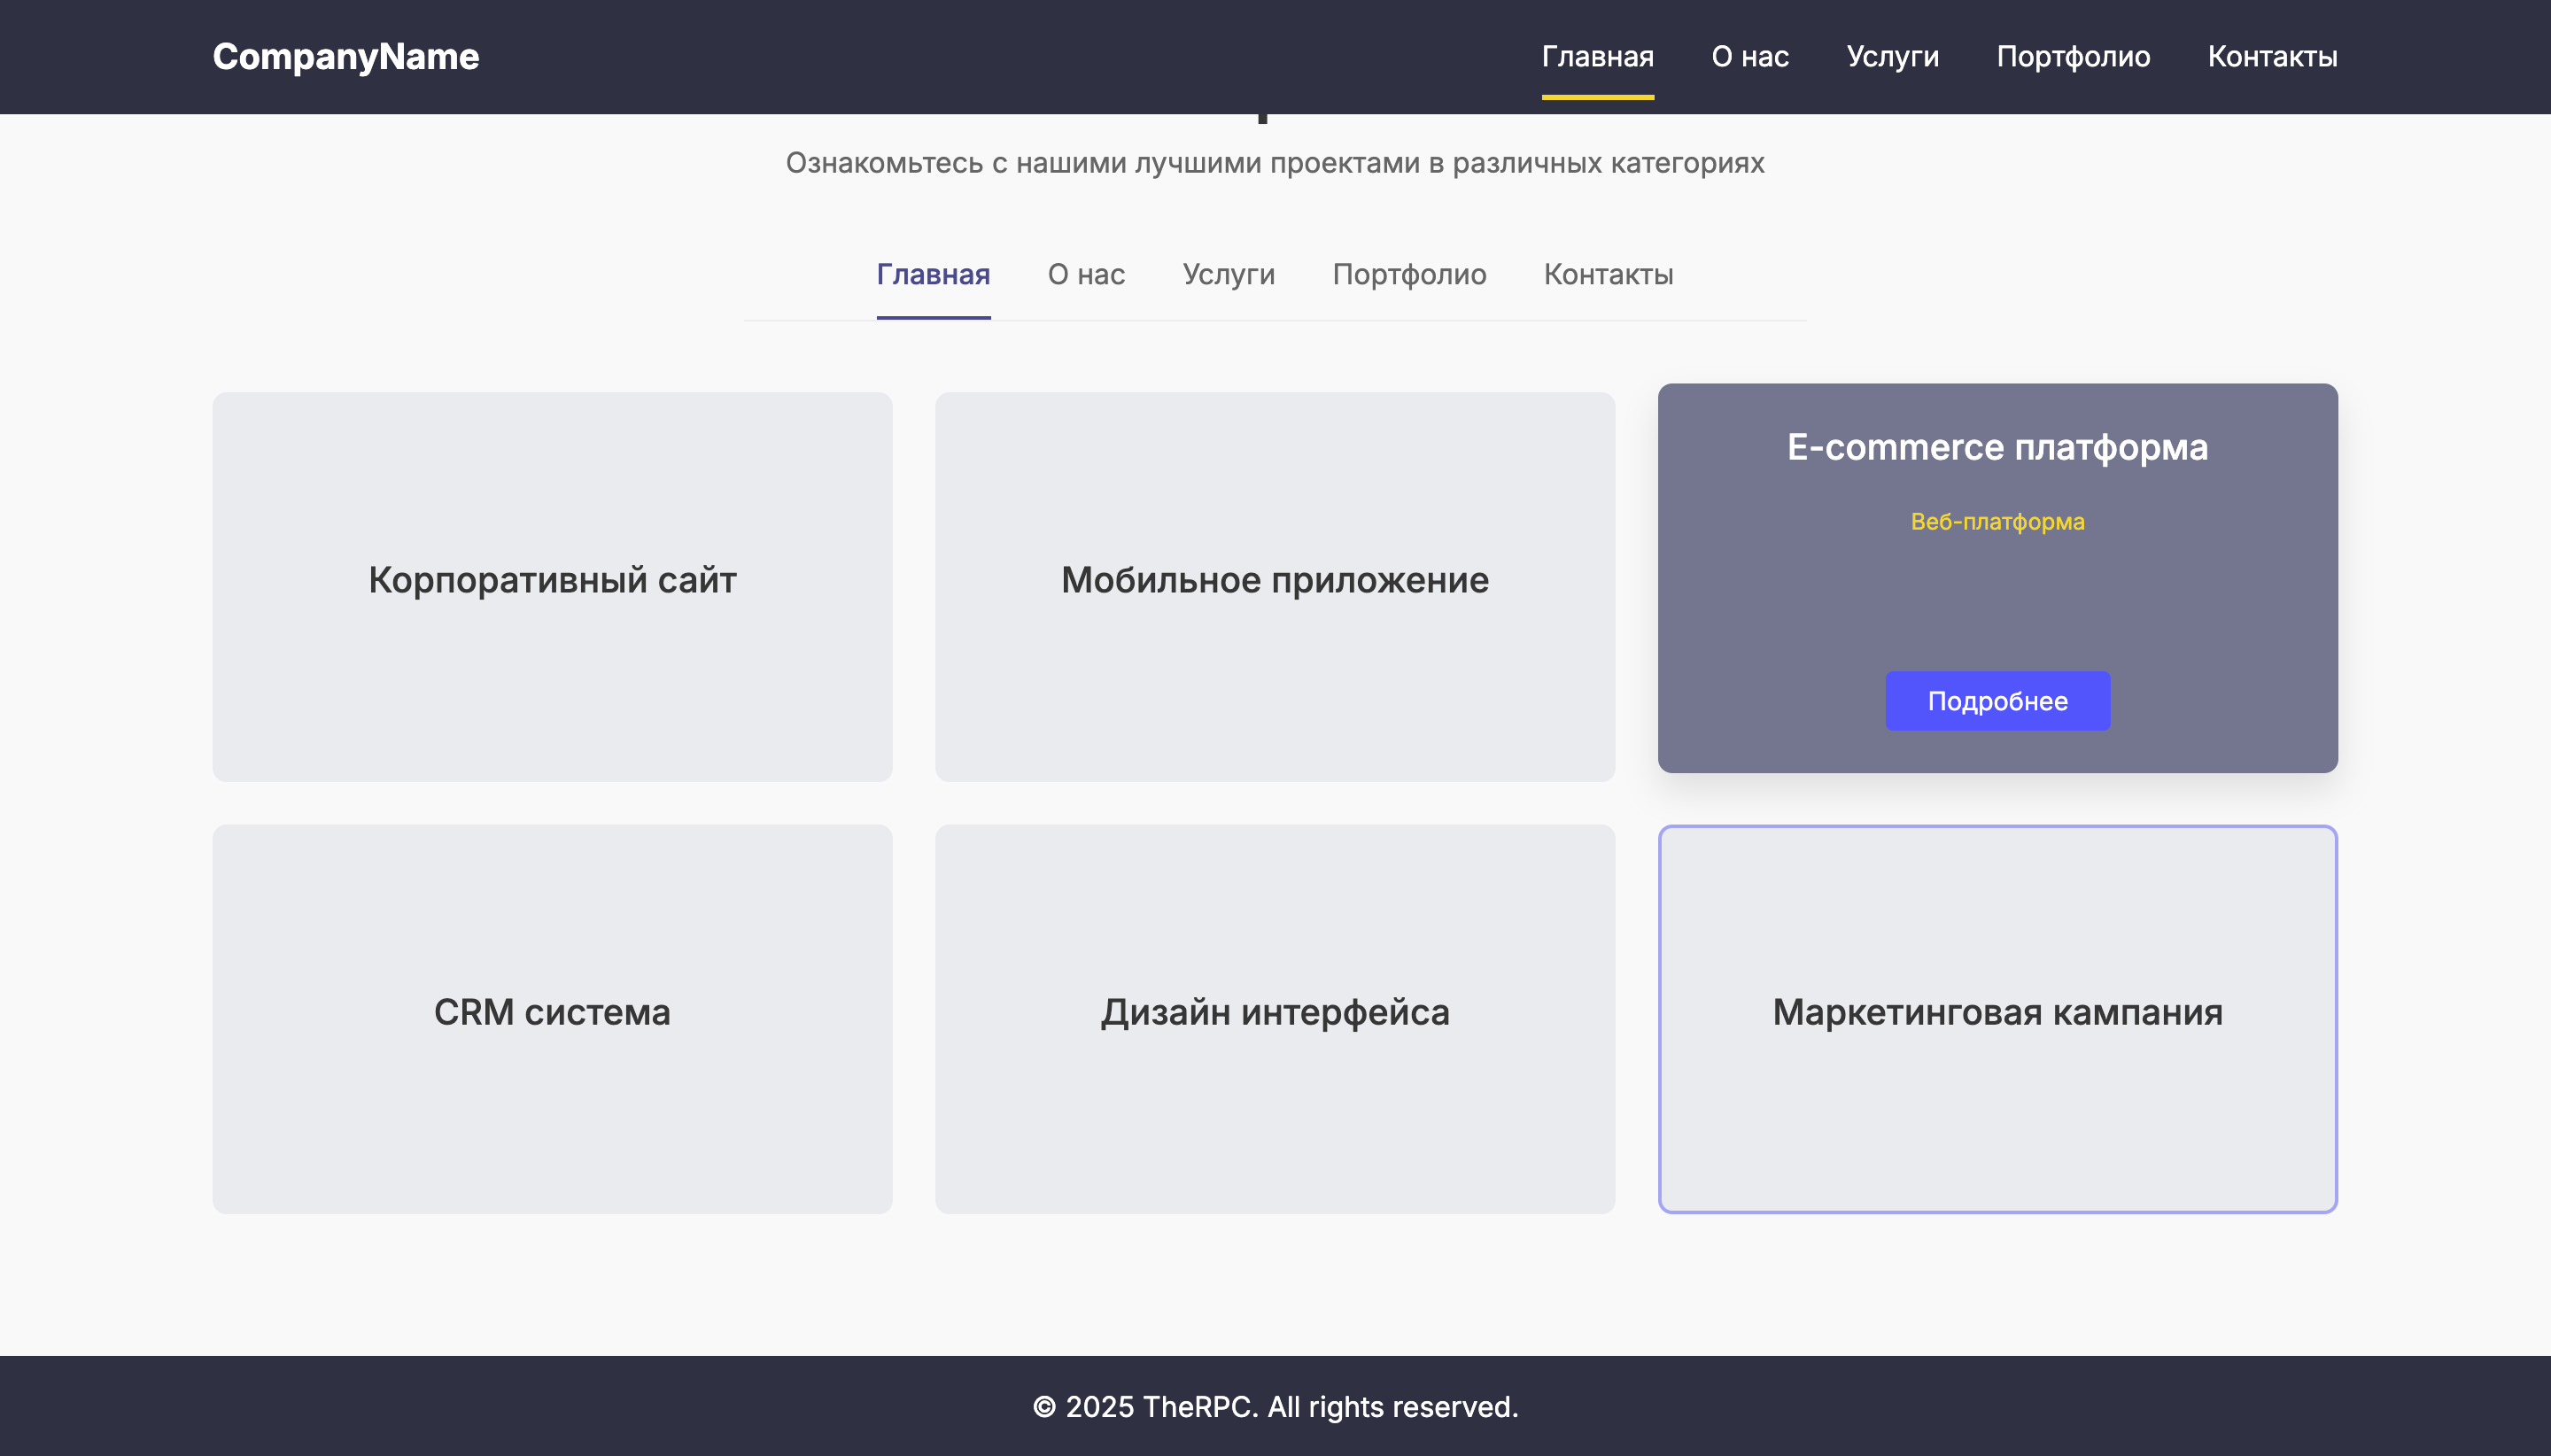 CompanyName
Главная О нас Услуги Портфолио Контакты
Ознакомьтесь с нашими лучшими проектами в различных категориях
Главная О нас Услуги Портфолио Контакты
Корпоративный сайт
Мобильное приложение
E-commerce платформа
Веб-платформа
Подробнее
CRM система
Дизайн интерфейса
Маркетинговая кампания
© 2025 TheRPC. All rights reserved.